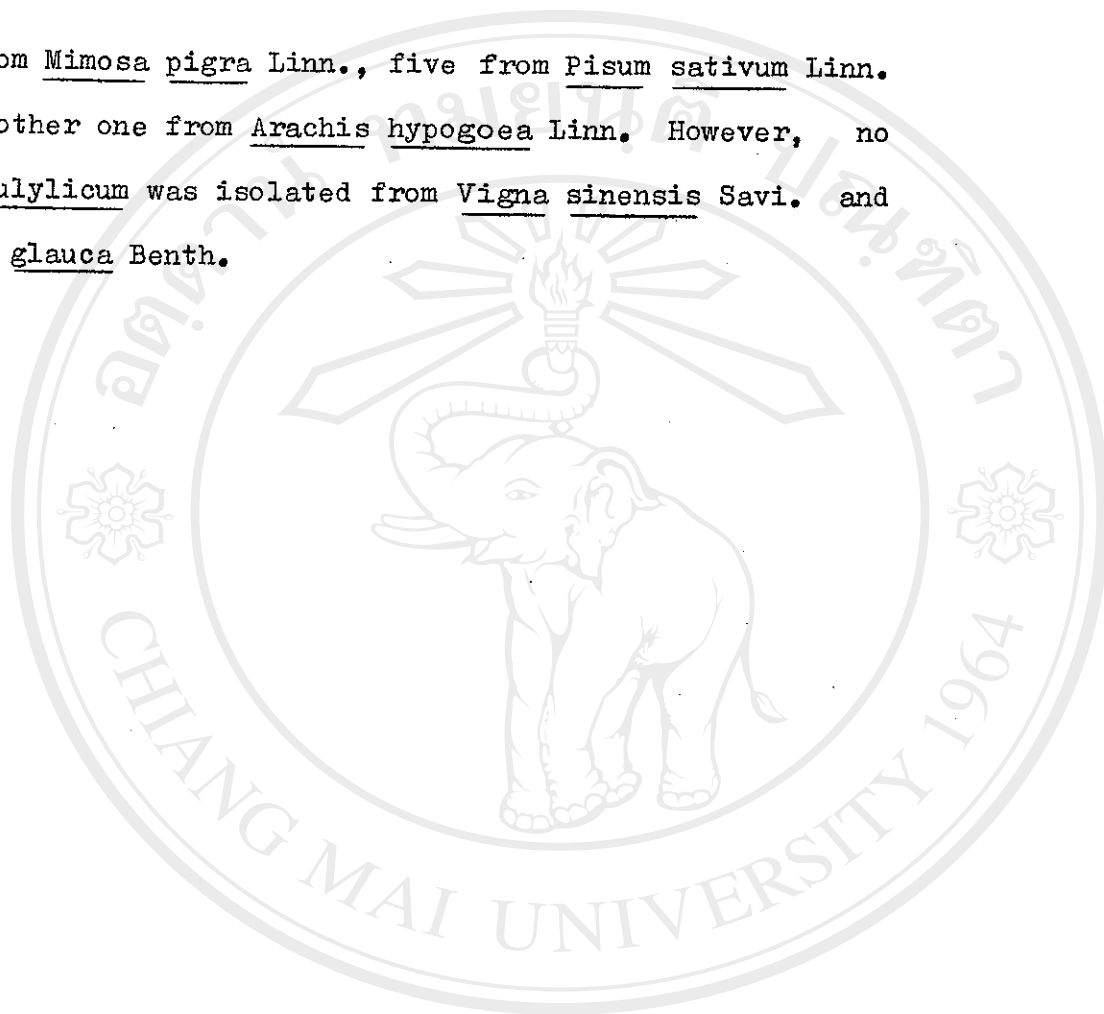 om Mimosa pigra Linn., five from Pisum sativum Linn.
other one from Arachis hypogoea Linn. However, no
ulylicum was isolated from Vigna sinensis Savi. and
glauca Benth.
CHIANG MAI UNIVERSITY 1964